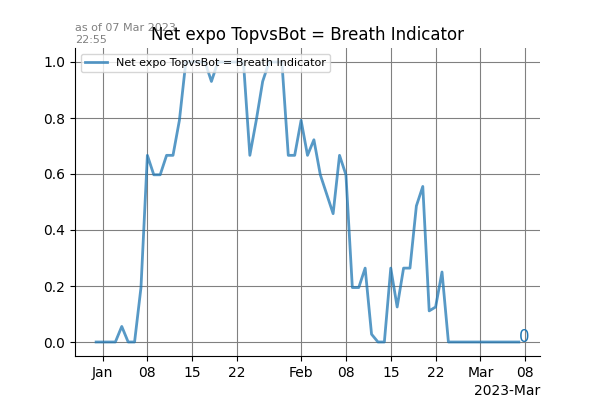 as of 07 Mar 2023
22:55
Net expo TopvsBot = Breath Indicator
Net expo TopvsBot = Breath Indicator
1.0
0.8
0.6
0.4
0.2
0.0
0
Jan 08 15 22 Feb 08 15 22 Mar 08
2023-Mar